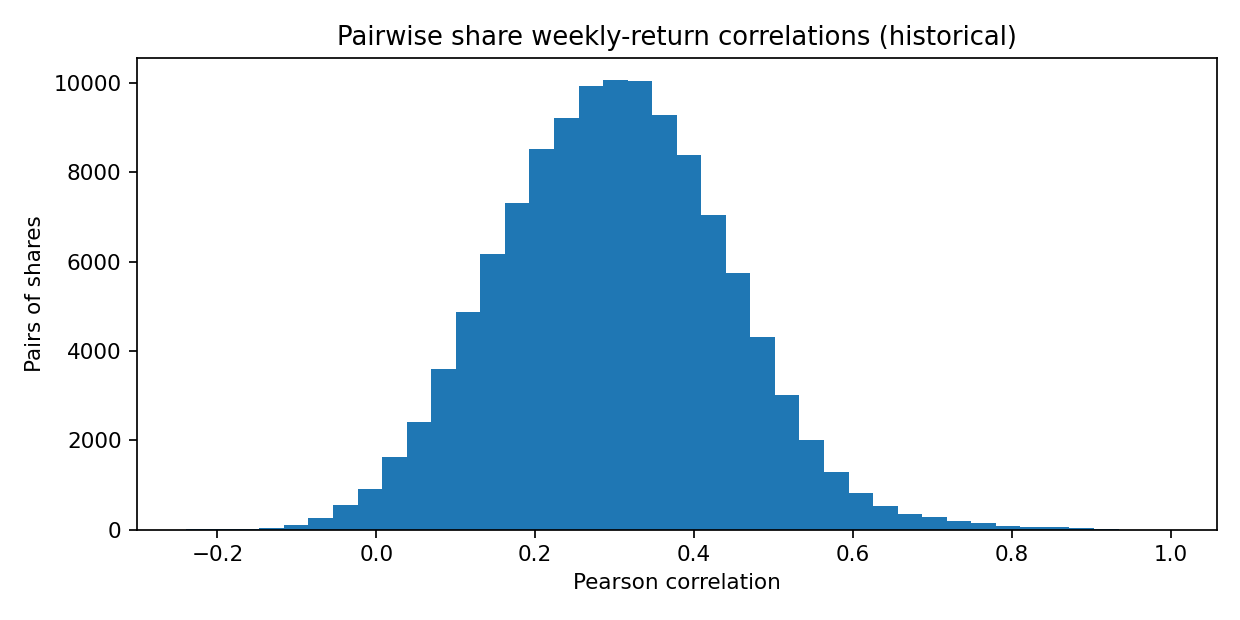 Pairwise share weekly-return correlations (historical)
Pairs of shares
10000
8000
6000
4000
2000
0
−0.2 0.0 0.2 0.4 0.6 0.8 1.0
Pearson correlation